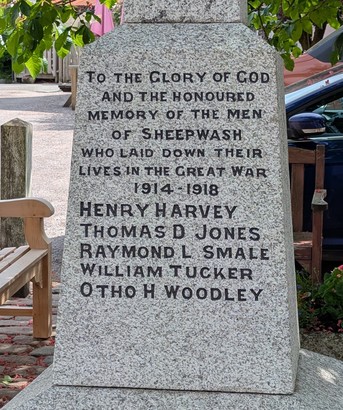 To the Glory of God
and the honoured
memory of the men
of Sheepwash
who laid down their
lives in the Great War
1914-1918
Henry Harvey
Thomas D Jones
Raymond L Smale
William Tucker
Otho H Woodley